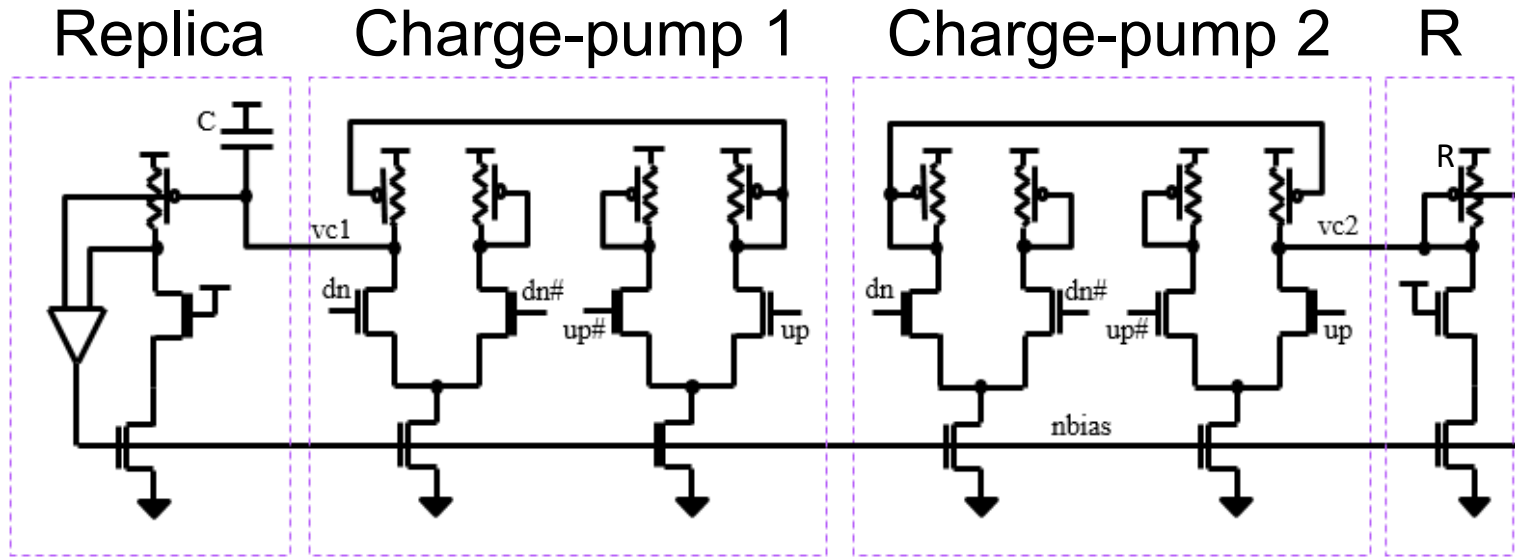 Replica
Charge-pump 1
Charge-pump 2
R
C
R
vc1
vc2
dn
dn#
up#
up
dn
dn#
up#
up
nbias